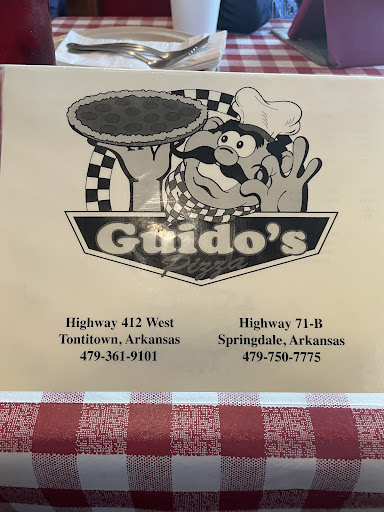 Guido's
Pizza
Highway 412 West
Tontitown, Arkansas
479-361-9101
Highway 71-B
Springdale, Arkansas
479-750-7775